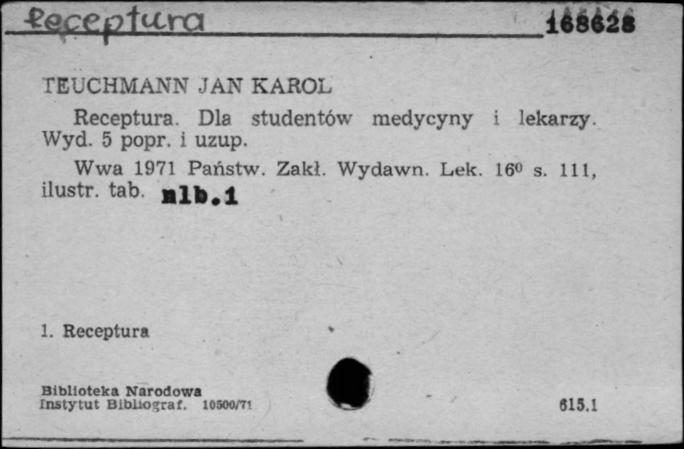 Receptura 168628
TEUCHMANN JAN KAROL
Receptura. Dla studentów medycyny i lekarzy.
Wyd. 5 popr. i uzup.
Wwa 1971 Państw. Zakł. Wydawn. Lek. 16⁰ s. 111,
ilustr. tab. nlb.1
1. Receptura
Biblioteka Narodowa
Instytut Bibliograf. 10500/71 615.1